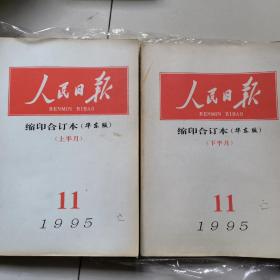 人民日报
RENMIN RIBAO
缩印合订本（华东版）
（上半月）
11
1995
人民日报
RENMIN RIBAO
缩印合订本（华东版）
（下半月）
11
1995